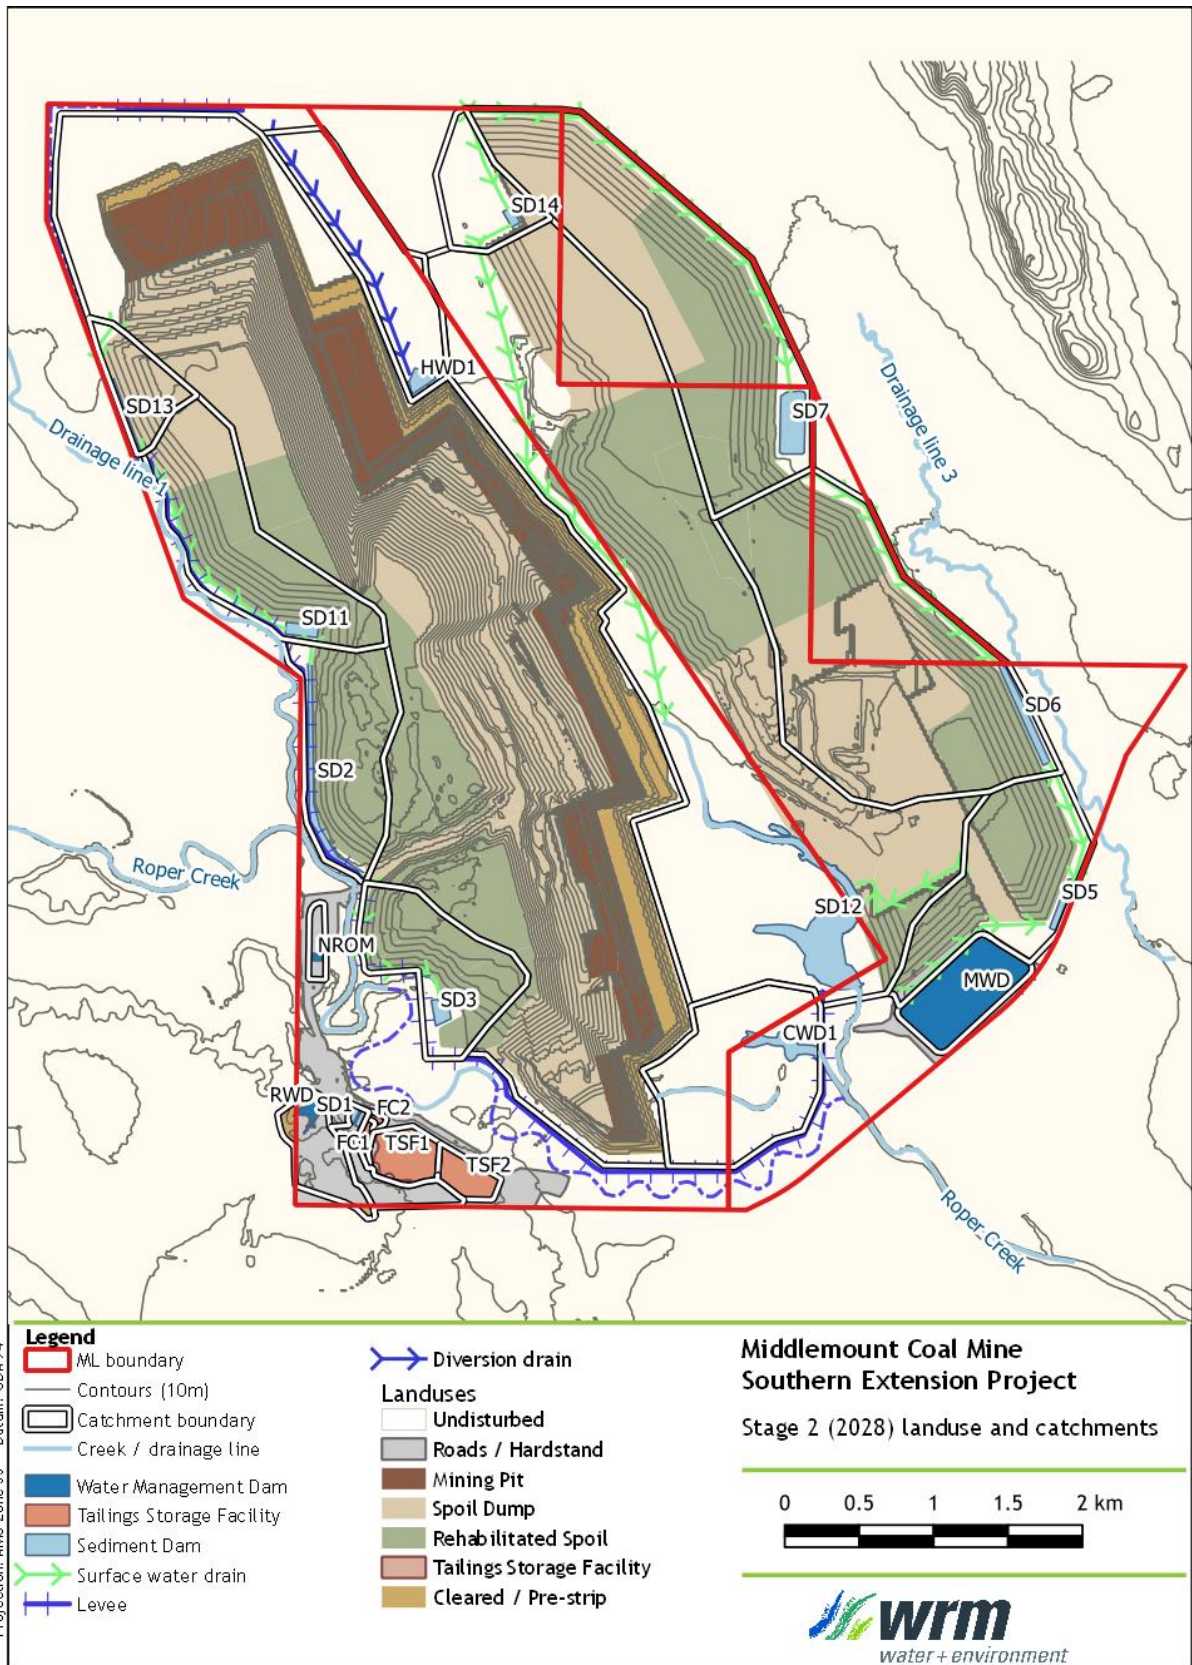 SD14
HWD1
SD7
SD13
Drainage line 1
Drainage line 3
SD11
SD6
SD2
Roper Creek
SD12
SD5
NROM
MWD
SD3
CWD1
RWD
SD1
FC2
FC1
TSF1
TSF2
Roper Creek
Legend
ML boundary
Contours (10m)
Catchment boundary
Creek / drainage line
Water Management Dam
Tailings Storage Facility
Sediment Dam
Surface water drain
Levee
Diversion drain
Landuses
Undisturbed
Roads / Hardstand
Mining Pit
Spoil Dump
Rehabilitated Spoil
Tailings Storage Facility
Cleared / Pre-strip
Middlemount Coal Mine
Southern Extension Project
Stage 2 (2028) landuse and catchments
0 0.5 1 1.5 2 km
wrm
water + environment